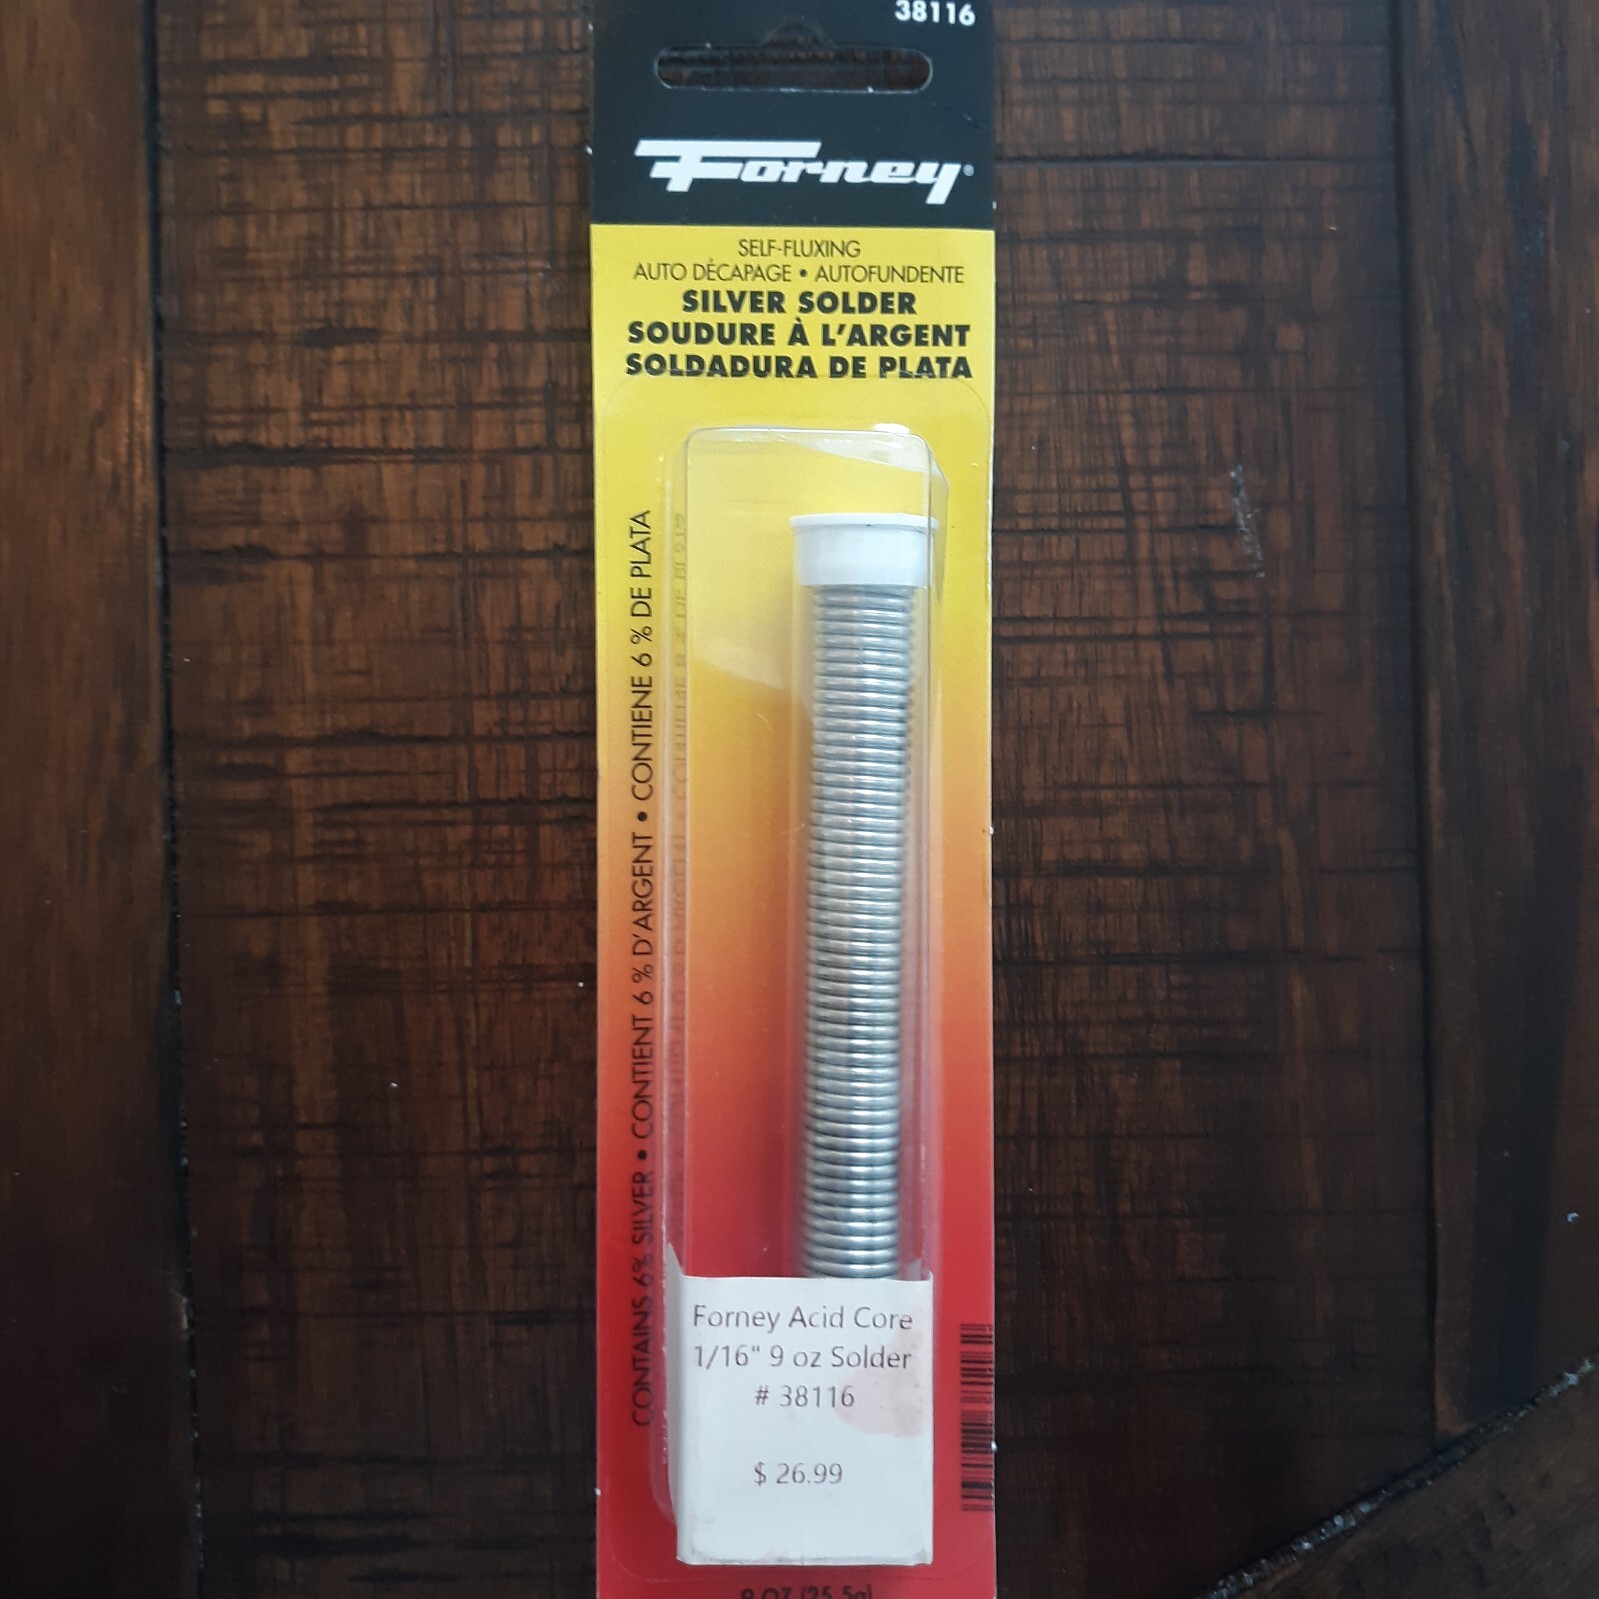 38116
Forney®
SELF-FLUXING
AUTO DÉCAPAGE • AUTOFUNDENTE
SILVER SOLDER
SOUDURE À L'ARGENT
SOLDADURA DE PLATA
CONTAINS 6% SILVER • CONTIENT 6 % D'ARGENT • CONTIENE 6 % DE PLATA
Forney Acid Core
1/16" 9 oz Solder
# 38116
$ 26.99